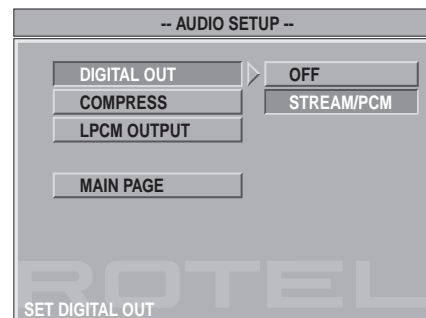 -- AUDIO SETUP --
DIGITAL OUT
OFF
COMPRESS
STREAM/PCM
LPCM OUTPUT
MAIN PAGE
ROTEL
SET DIGITAL OUT